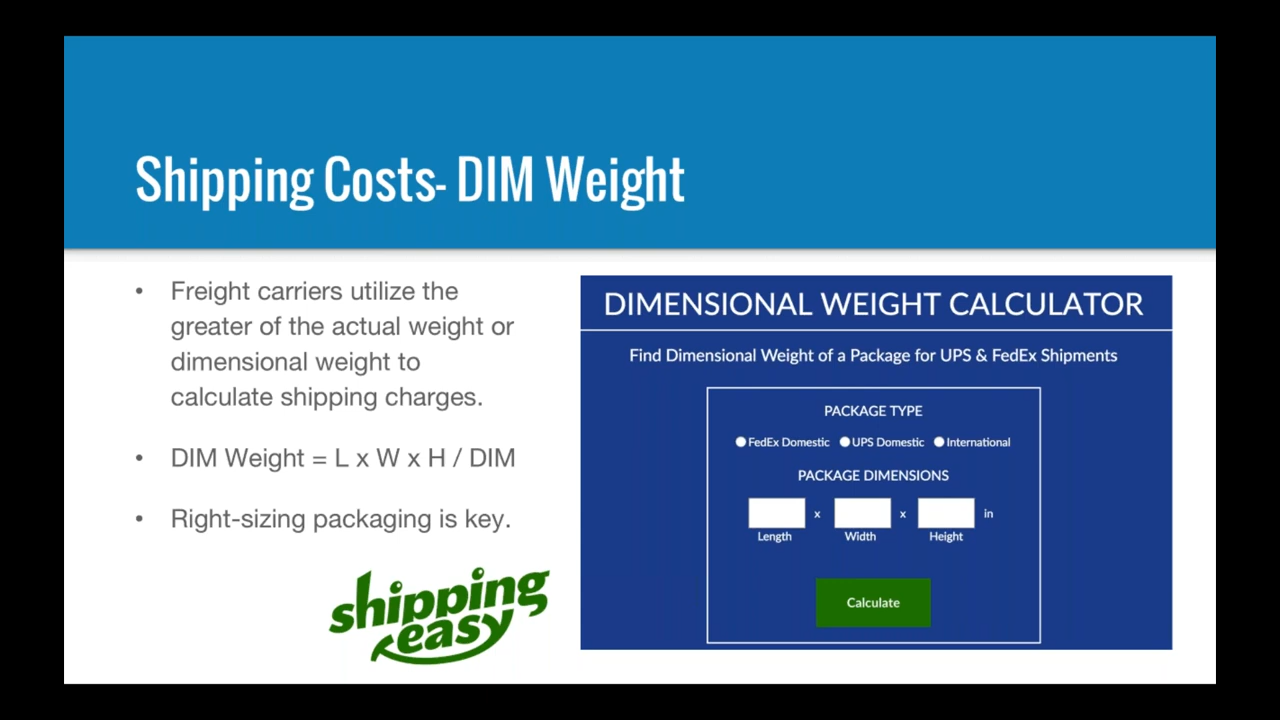 Shipping Costs- DIM Weight
• Freight carriers utilize the
greater of the actual weight or
dimensional weight to
calculate shipping charges.
• DIM Weight = L x W x H / DIM
• Right-sizing packaging is key.
shipping
easy
DIMENSIONAL WEIGHT CALCULATOR
Find Dimensional Weight of a Package for UPS & FedEx Shipments
PACKAGE TYPE
FedEx Domestic UPS Domestic International
PACKAGE DIMENSIONS
x x in
Length Width Height
Calculate